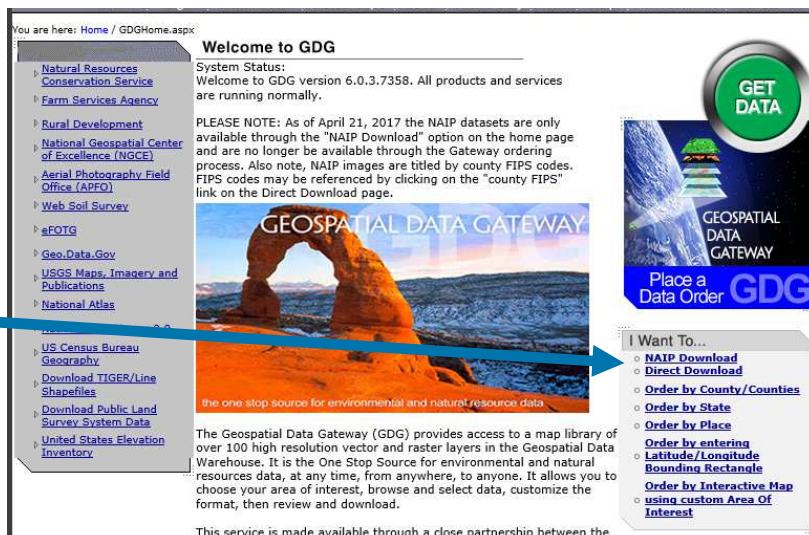 You are here: Home / GDGHome.aspx
Natural Resources
Conservation Service
Farm Services Agency
Rural Development
National Geospatial Center
of Excellence (NGCE)
Aerial Photography Field
Office (APFO)
Web Soil Survey
eFOTG
Geo.Data.Gov
USGS Maps, Imagery and
Publications
National Atlas
US Census Bureau
Geography
Download TIGER/Line
Shapefiles
Download Public Land
Survey System Data
United States Elevation
Inventory
Welcome to GDG
System Status:
Welcome to GDG version 6.0.3.7358. All products and services
are running normally.
PLEASE NOTE: As of April 21, 2017 the NAIP datasets are only
available through the "NAIP Download" option on the home page
and are no longer be available through the Gateway ordering
process. Also note, NAIP images are titled by county FIPS codes.
FIPS codes may be referenced by clicking on the "county FIPS"
link on the Direct Download page.
GEOSPATIAL DATA GATEWAY
GDG
the one stop source for environmental and natural resource data
The Geospatial Data Gateway (GDG) provides access to a map library of
over 100 high resolution vector and raster layers in the Geospatial Data
Warehouse. It is the One Stop Source for environmental and natural
resources data, at any time, from anywhere, to anyone. It allows you to
choose your area of interest, browse and select data, customize the
format, then review and download.
This service is made available through a close partnership between the
GET
DATA
GEOSPATIAL
DATA
GATEWAY
Place a
Data Order
GDG
I Want To...
NAIP Download
Direct Download
Order by County/Counties
Order by State
Order by Place
Order by entering
Latitude/Longitude
Bounding Rectangle
Order by Interactive Map
using custom Area Of
Interest